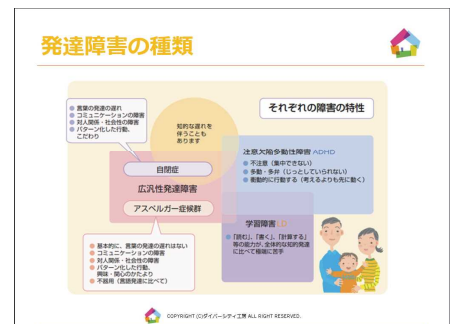 発達障害の種類
それぞれの障害の特性
● 言葉の発達の遅れ
● コミュニケーションの障害
● 対人関係・社会性の障害
● パターン化した行動、
こだわり
知的な遅れを
伴うことも
あります
自閉症
広汎性発達障害
アスペルガー症候群
● 基本的に、言葉の発達の遅れはない
● コミュニケーションの障害
● 対人関係・社会性の障害
● パターン化した行動、
興味・関心のかたより
● 不器用（言語発達に比べて）
注意欠陥多動性障害 ADHD
● 不注意（集中できない）
● 多動・多弁（じっとしていられない）
● 衝動的に行動する（考えるよりも先に動く）
学習障害 LD
● 「読む」、「書く」、「計算する」
等の能力が、全体的な知的発達
に比べて極端に苦手
COPYRIGHT (C)ダイバーシティ工房 ALL RIGHT RESERVED.